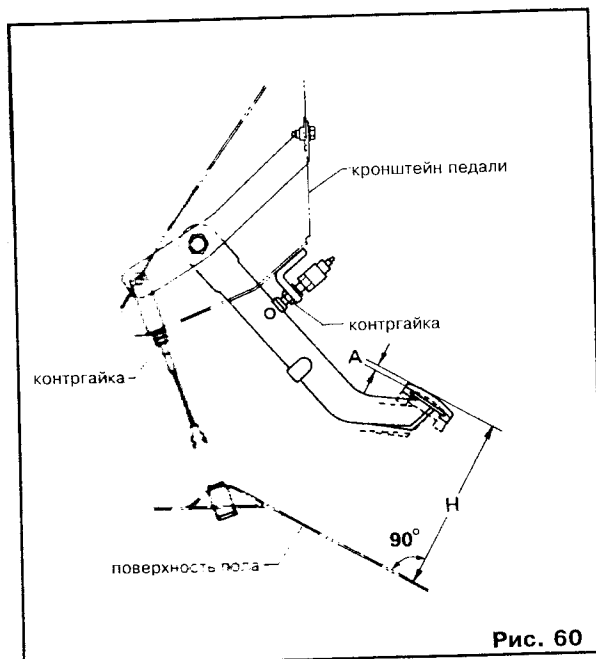 кронштейн педали
контргайка
A
контргайка
H
90°
поверхность пола
Рис. 60